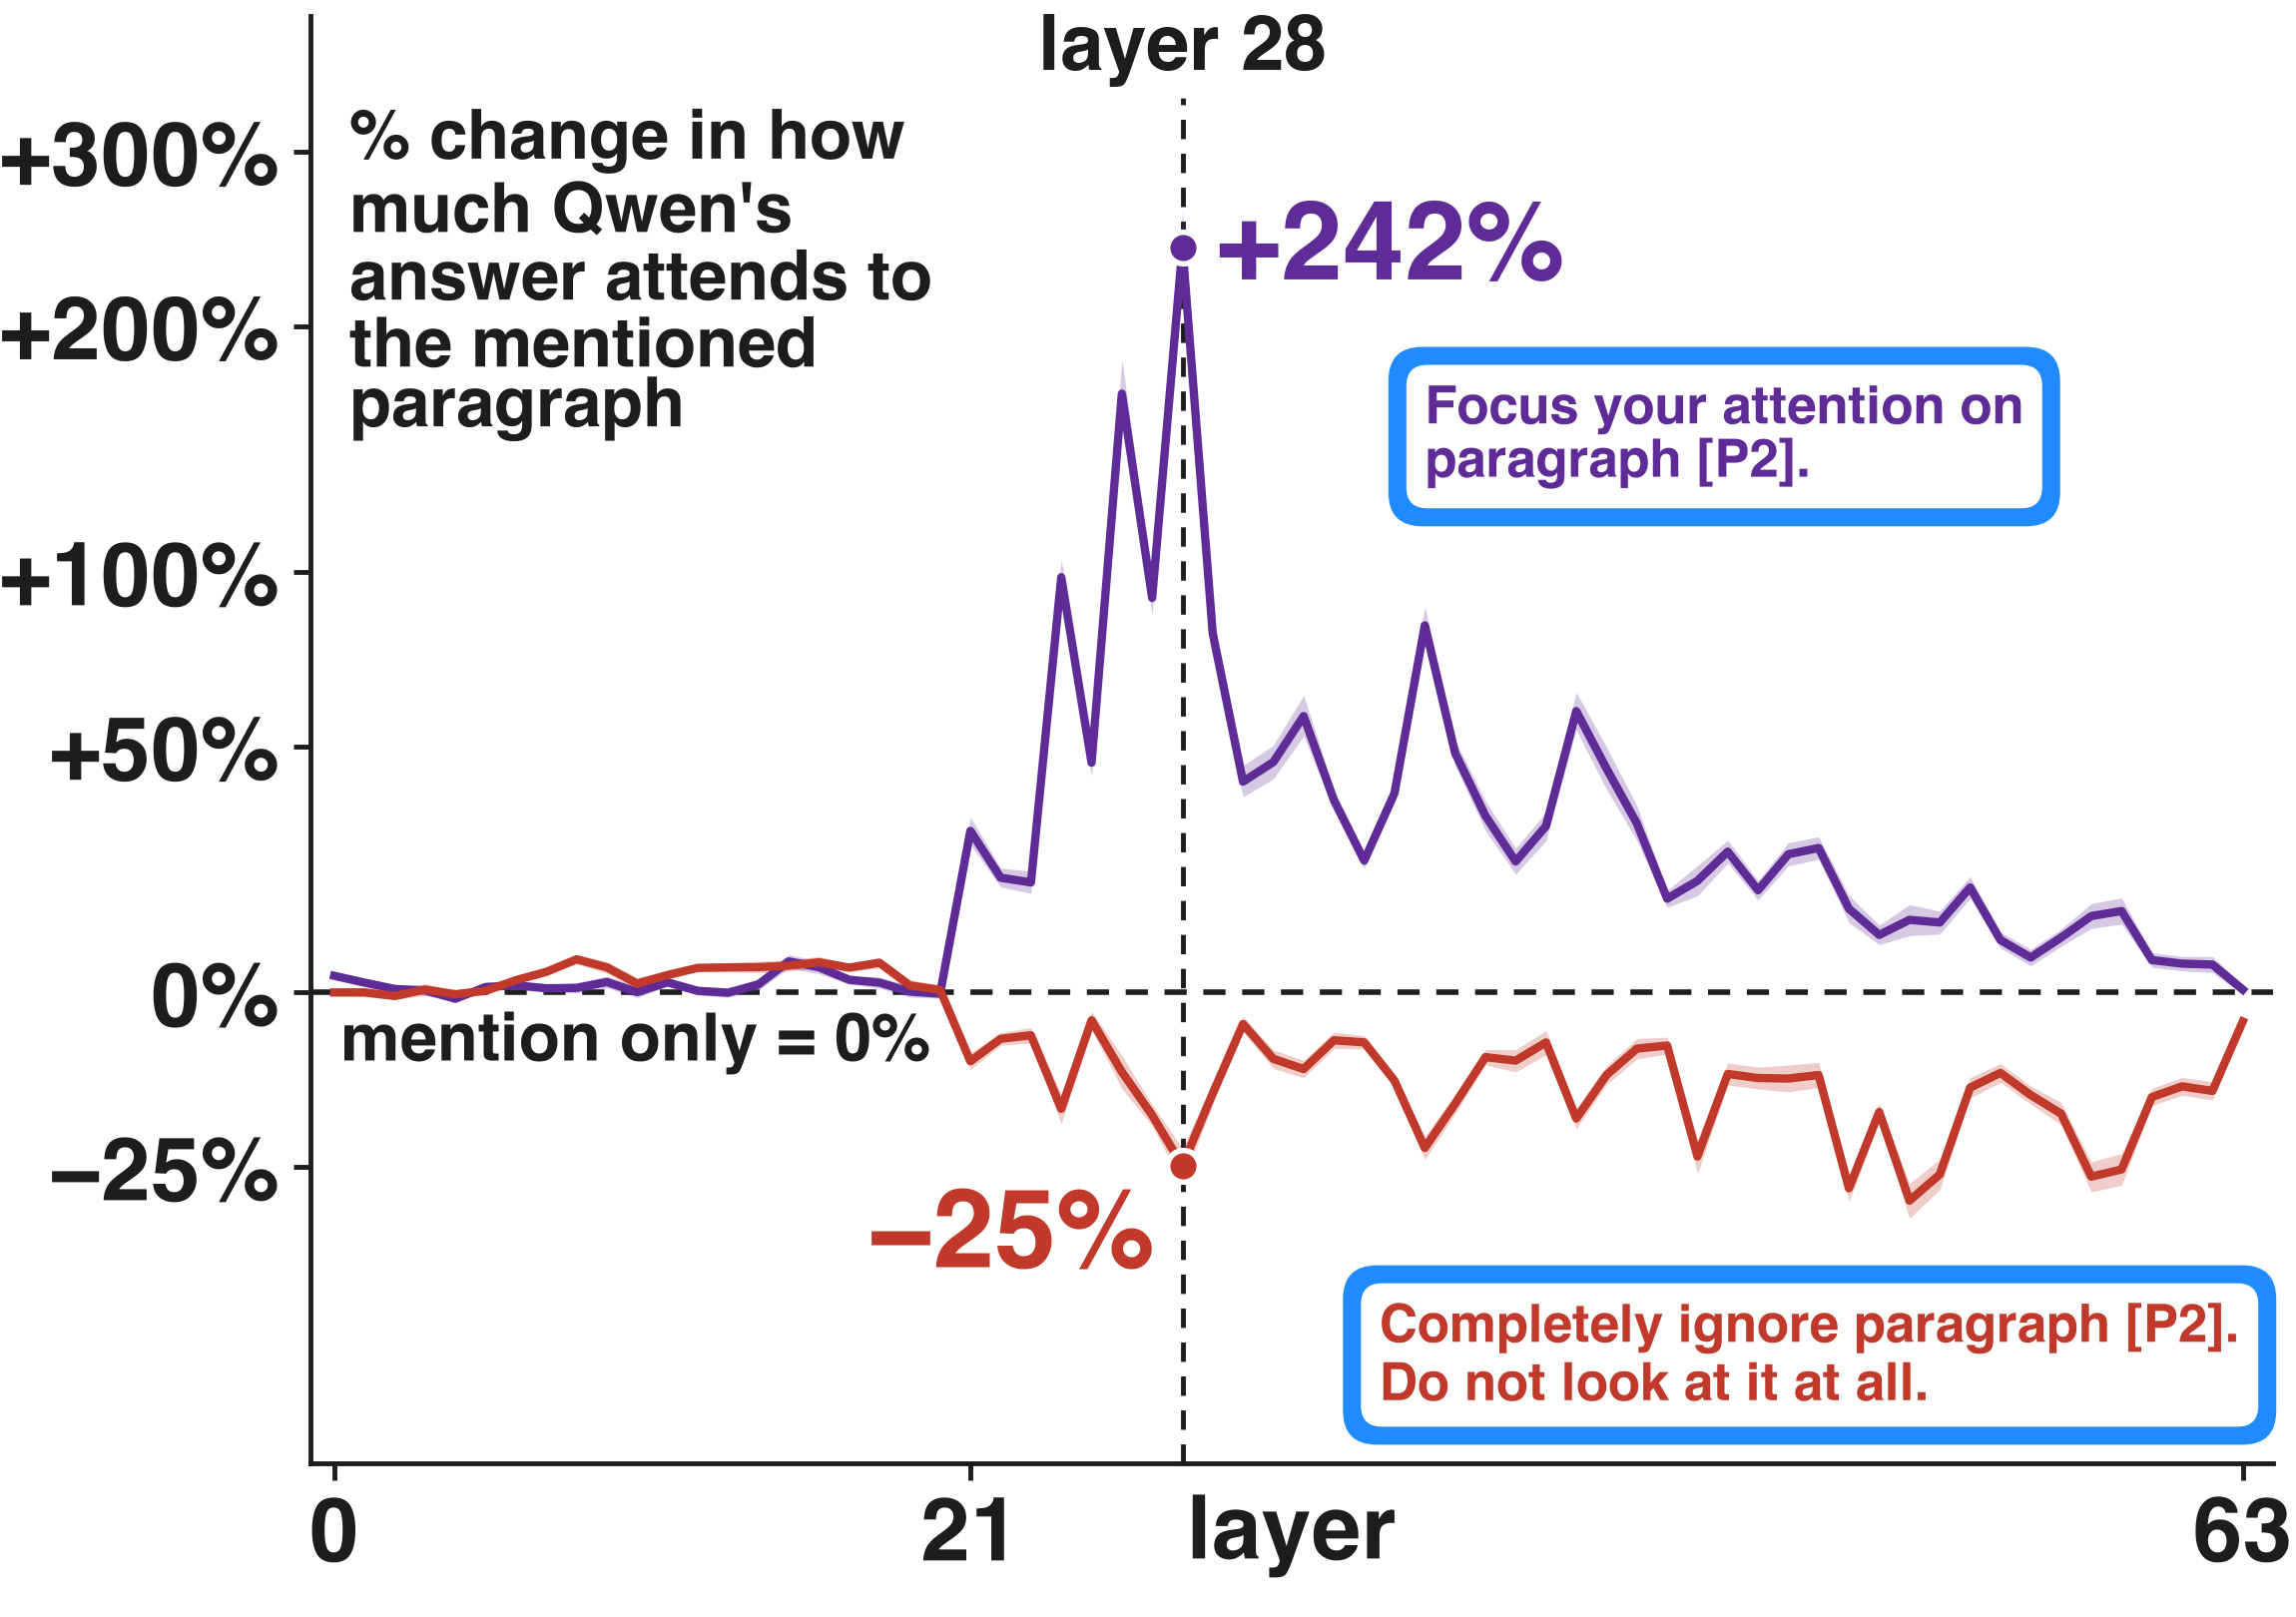 layer 28
+300%
+200%
+100%
+50%
0%
−25%
% change in how
much Qwen's
answer attends to
the mentioned
paragraph
+242%
Focus your attention on
paragraph [P2].
mention only = 0%
−25%
Completely ignore paragraph [P2].
Do not look at it at all.
0
21
layer
63